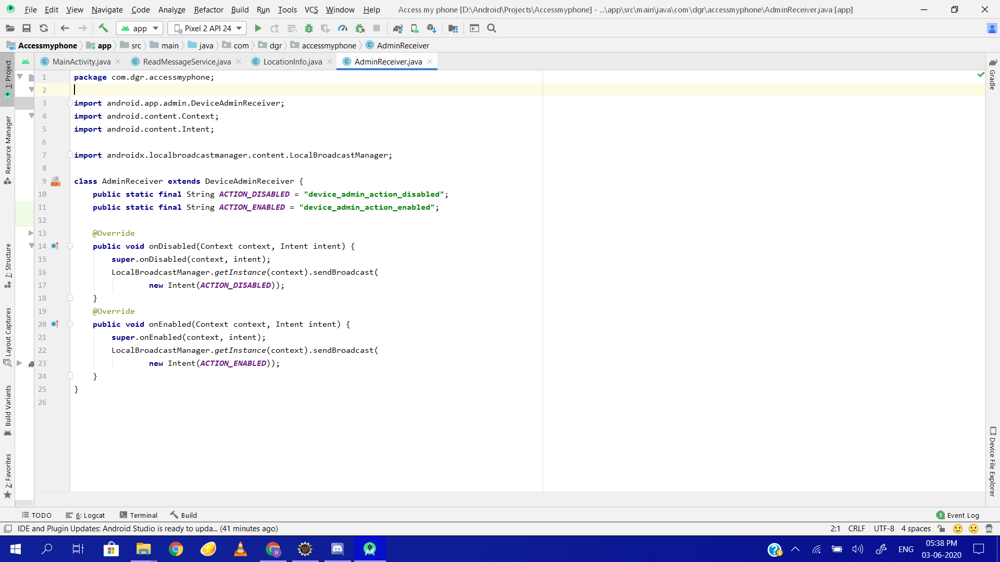 File Edit View Navigate Code Analyze Refactor Build Run Tools VCS Window Help Access my phone [D:\Android\Projects\Accessmyphone] - ...\app\src\main\java\com\dgr\accessmyphone\AdminReceiver.java [app]
app Pixel 2 API 24
Accessmyphone app src main java com dgr accessmyphone AdminReceiver
MainActivity.java ReadMessageService.java LocationInfo.java AdminReceiver.java
1 package com.dgr.accessmyphone;
2
3 import android.app.admin.DeviceAdminReceiver;
4 import android.content.Context;
5 import android.content.Intent;
6
7 import androidx.localbroadcastmanager.content.LocalBroadcastManager;
8
9 class AdminReceiver extends DeviceAdminReceiver {
10 public static final String ACTION_DISABLED = "device_admin_action_disabled";
11 public static final String ACTION_ENABLED = "device_admin_action_enabled";
12
13 @Override
14 public void onDisabled(Context context, Intent intent) {
15 super.onDisabled(context, intent);
16 LocalBroadcastManager.getInstance(context).sendBroadcast(
17 new Intent(ACTION_DISABLED));
18 }
19 @Override
20 public void onEnabled(Context context, Intent intent) {
21 super.onEnabled(context, intent);
22 LocalBroadcastManager.getInstance(context).sendBroadcast(
23 new Intent(ACTION_ENABLED));
24 }
25 }
26
1: Project
Resource Manager
7: Structure
Layout Captures
Build Variants
2: Favorites
Gradle
Device File Explorer
TODO 6: Logcat Terminal Build 1 Event Log
IDE and Plugin Updates: Android Studio is ready to upda... (41 minutes ago) 2:1 CRLF UTF-8 4 spaces
R Java EE IDE ENG 05:38 PM
03-06-2020